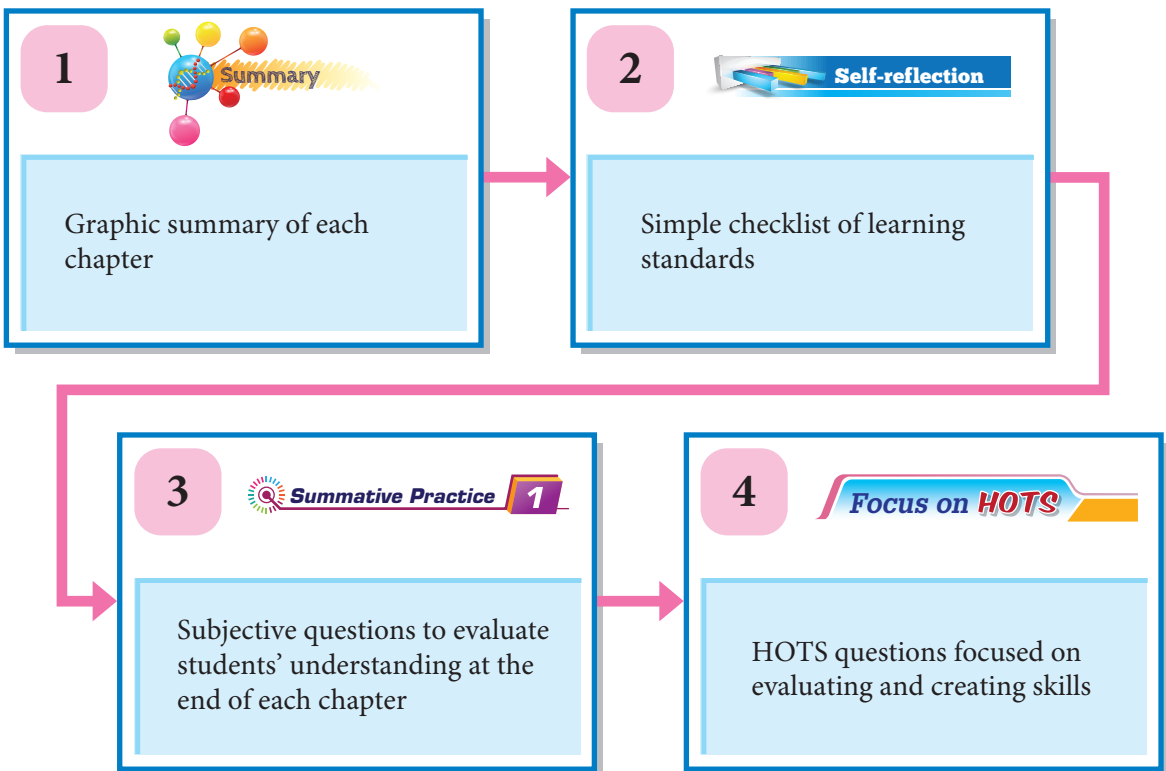 1
Summary
Graphic summary of each
chapter
2
Self-reflection
Simple checklist of learning
standards
3
Summative Practice 1
Subjective questions to evaluate
students’ understanding at the
end of each chapter
4
Focus on HOTS
HOTS questions focused on
evaluating and creating skills